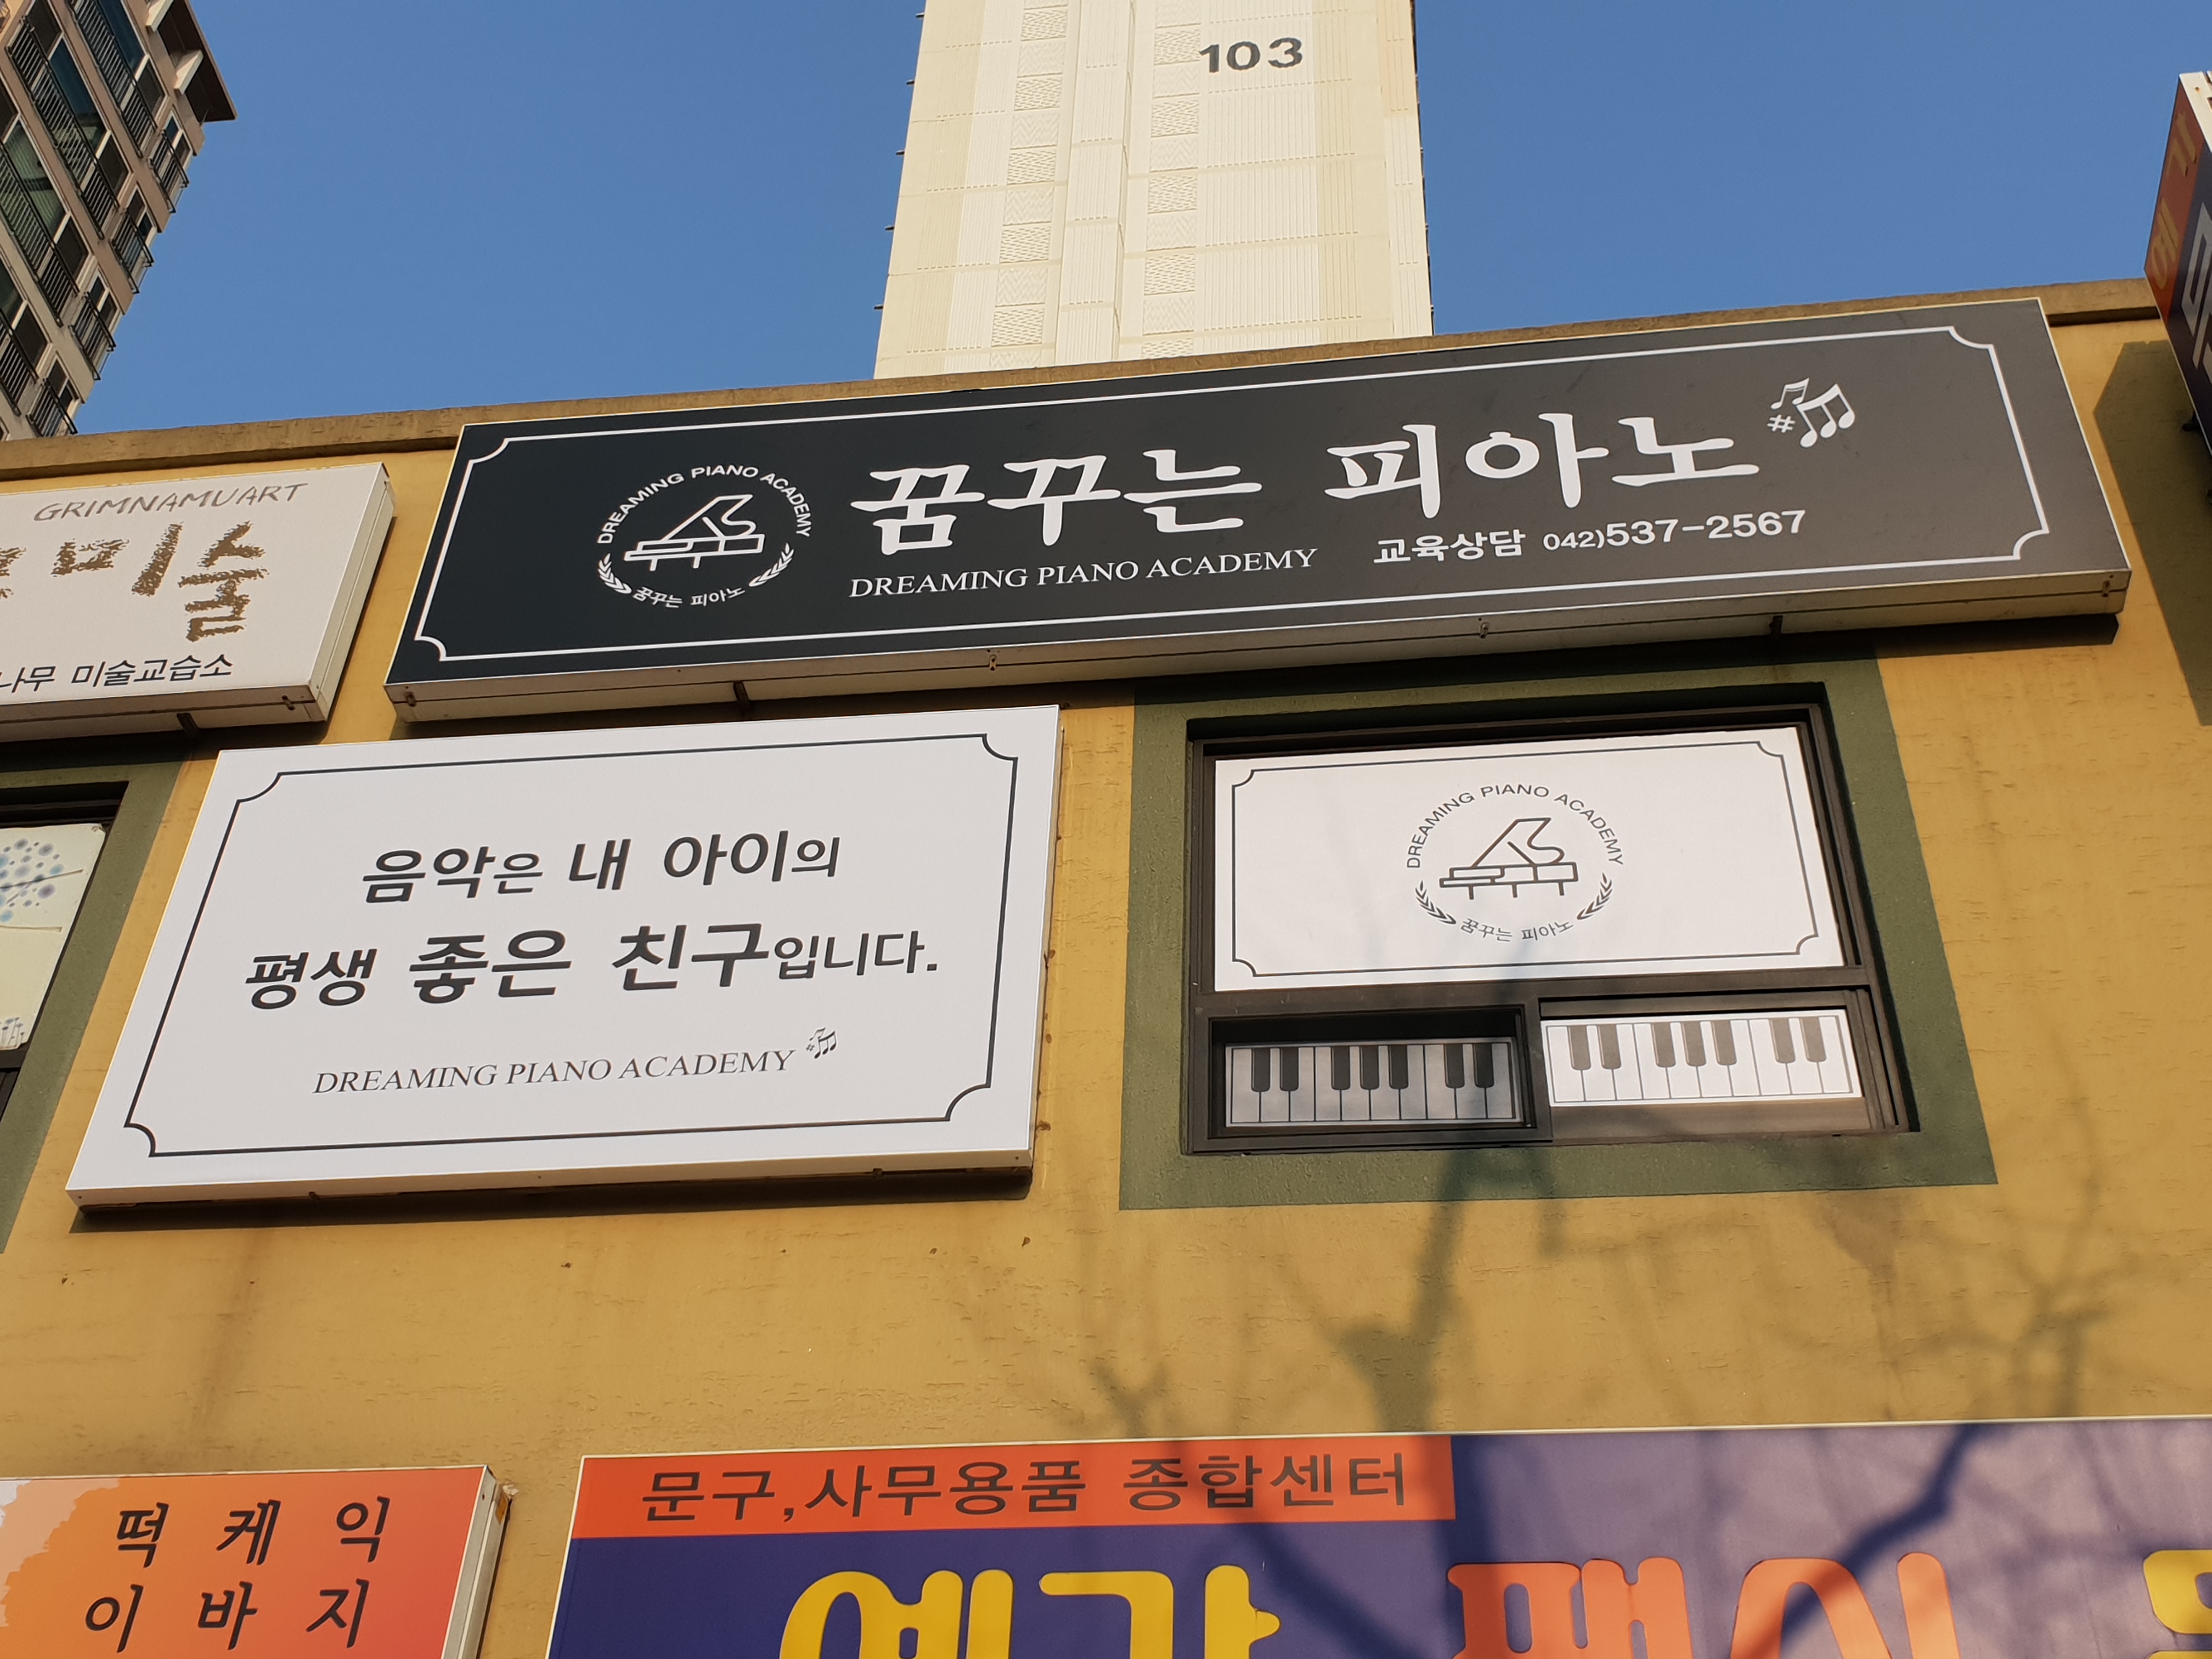 103
GRIMNAMUART
미술
나무 미술교습소
DREAMING PIANO ACADEMY
꿈꾸는 피아노
꿈꾸는 피아노
DREAMING PIANO ACADEMY
교육상담 042)537-2567
음악은 내 아이의
평생 좋은 친구입니다.
DREAMING PIANO ACADEMY
DREAMING PIANO ACADEMY
꿈꾸는 피아노
떡 케 익
이 바 지
문구,사무용품 종합센터